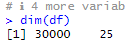 # ℹ 4 more variab
> dim(df)
[1] 30000    25